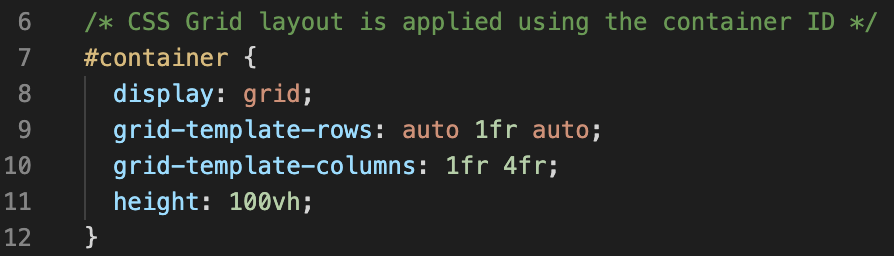 6 /* CSS Grid layout is applied using the container ID */
7 #container {
8 display: grid;
9 grid-template-rows: auto 1fr auto;
10 grid-template-columns: 1fr 4fr;
11 height: 100vh;
12 }